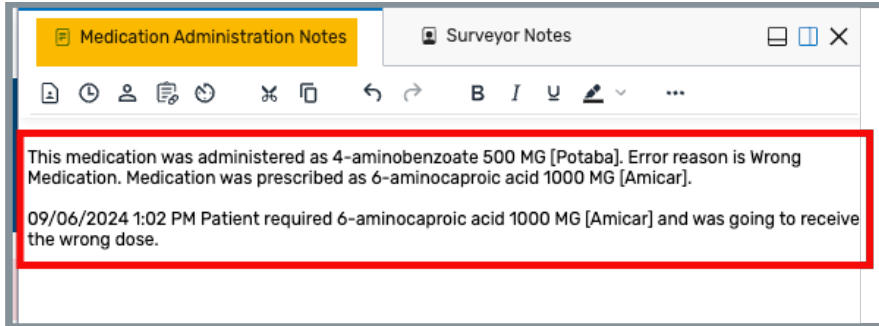 Medication Administration Notes
Surveyor Notes
B I U
This medication was administered as 4-aminobenzoate 500 MG [Potaba]. Error reason is Wrong
Medication. Medication was prescribed as 6-aminocaproic acid 1000 MG [Amicar].
09/06/2024 1:02 PM Patient required 6-aminocaproic acid 1000 MG [Amicar] and was going to receive
the wrong dose.